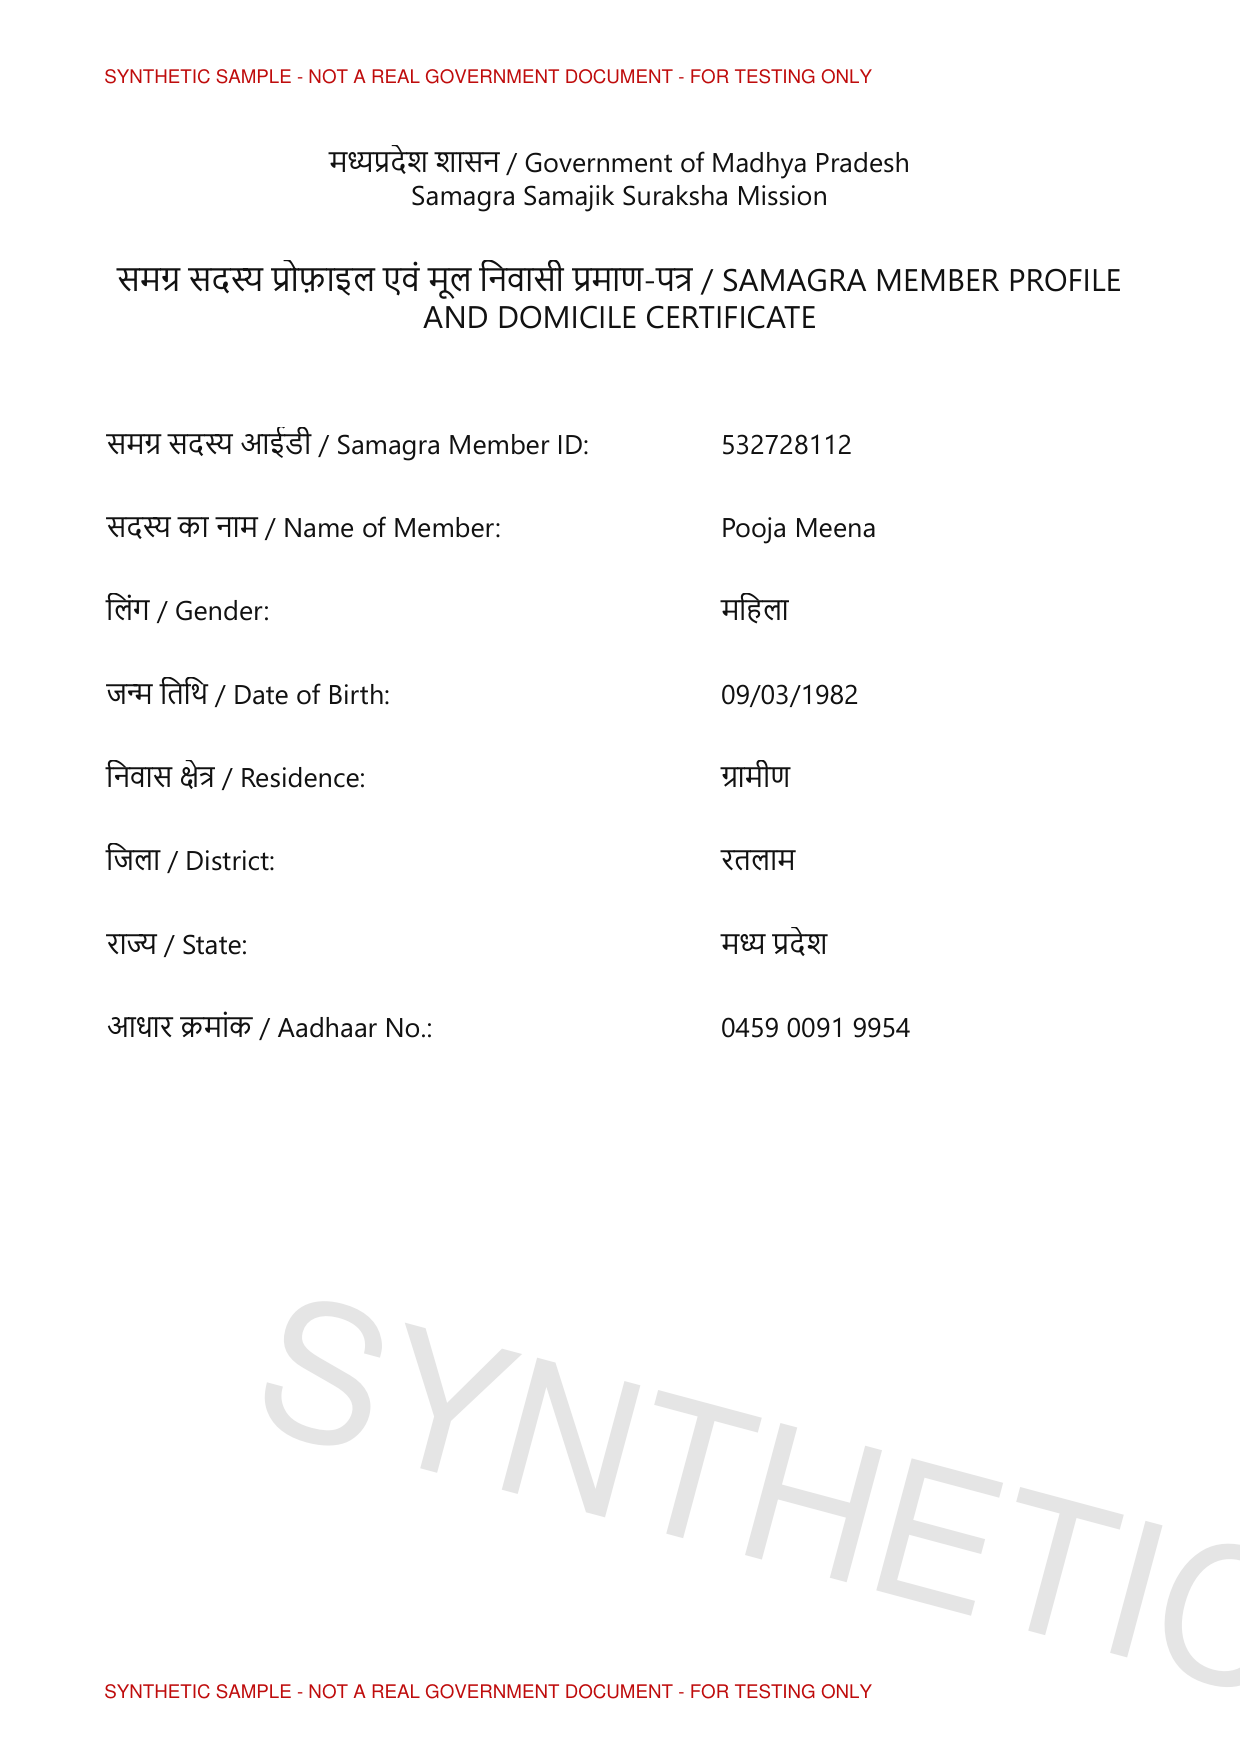 SYNTHETIC SAMPLE - NOT A REAL GOVERNMENT DOCUMENT - FOR TESTING ONLY
मध्यप्रदेश शासन / Government of Madhya Pradesh
Samagra Samajik Suraksha Mission
समग्र सदस्य प्रोफ़ाइल एवं मूल निवासी प्रमाण-पत्र / SAMAGRA MEMBER PROFILE
AND DOMICILE CERTIFICATE
समग्र सदस्य आईडी / Samagra Member ID: 532728112
सदस्य का नाम / Name of Member: Pooja Meena
लिंग / Gender: महिला
जन्म तिथि / Date of Birth: 09/03/1982
निवास क्षेत्र / Residence: ग्रामीण
जिला / District: रतलाम
राज्य / State: मध्य प्रदेश
आधार क्रमांक / Aadhaar No.: 0459 0091 9954
SYNTHETIC
SYNTHETIC SAMPLE - NOT A REAL GOVERNMENT DOCUMENT - FOR TESTING ONLY